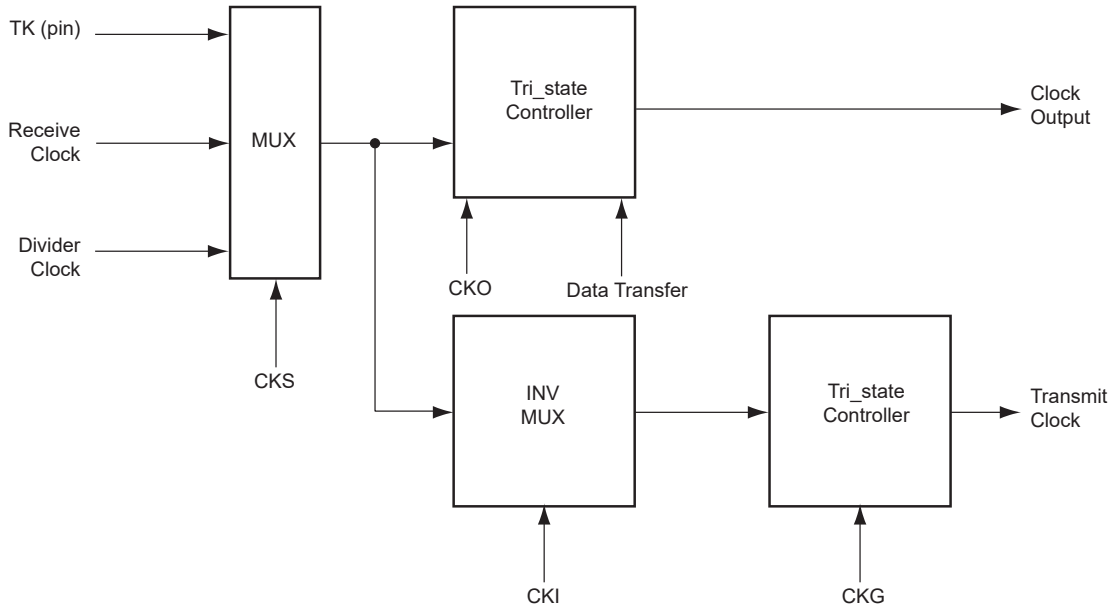 TK (pin)
Receive
Clock
Divider
Clock
MUX
CKS
Tri_state
Controller
CKO
Data Transfer
Clock
Output
INV
MUX
CKI
Tri_state
Controller
CKG
Transmit
Clock